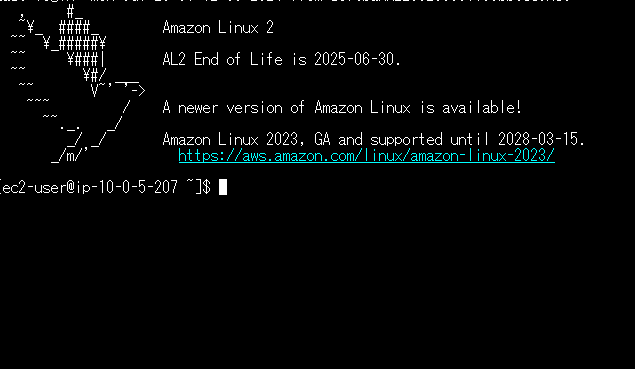 Amazon Linux 2
AL2 End of Life is 2025-06-30.
A newer version of Amazon Linux is available!
Amazon Linux 2023, GA and supported until 2028-03-15.
https://aws.amazon.com/linux/amazon-linux-2023/
[ec2-user@ip-10-0-5-207 ~]$